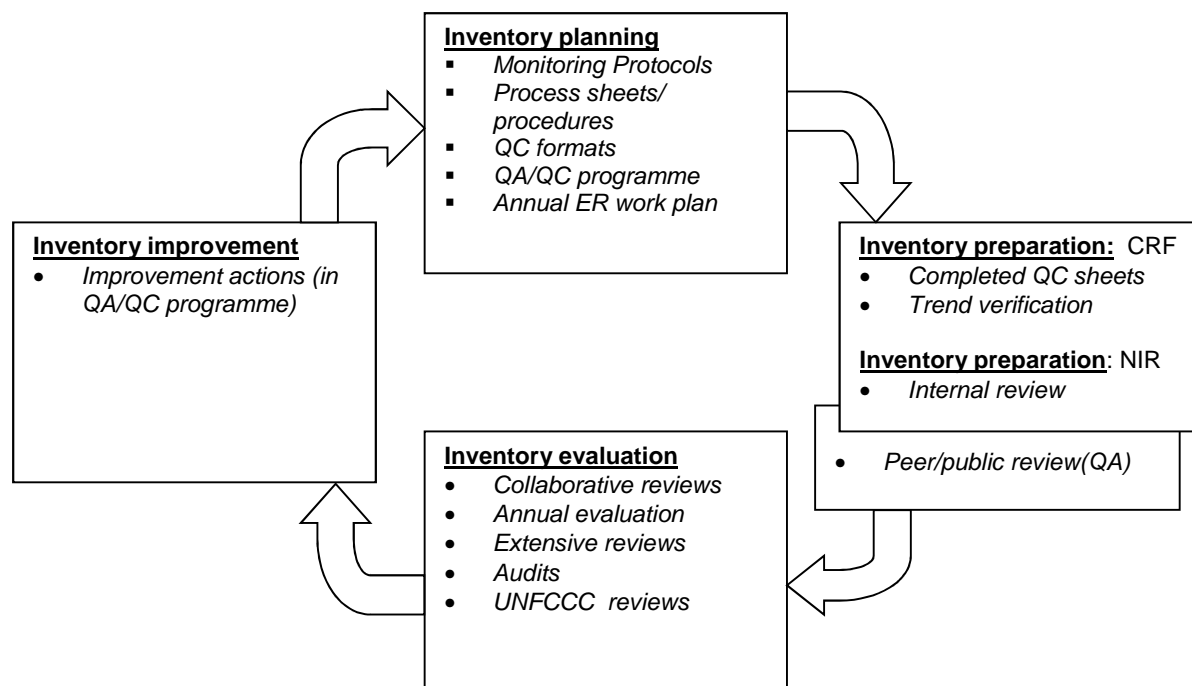 Inventory planning
▪ Monitoring Protocols
▪ Process sheets/
procedures
▪ QC formats
▪ QA/QC programme
▪ Annual ER work plan
Inventory preparation: CRF
• Completed QC sheets
• Trend verification
Inventory preparation: NIR
• Internal review
• Peer/public review(QA)
Inventory evaluation
• Collaborative reviews
• Annual evaluation
• Extensive reviews
• Audits
• UNFCCC reviews
Inventory improvement
• Improvement actions (in
QA/QC programme)